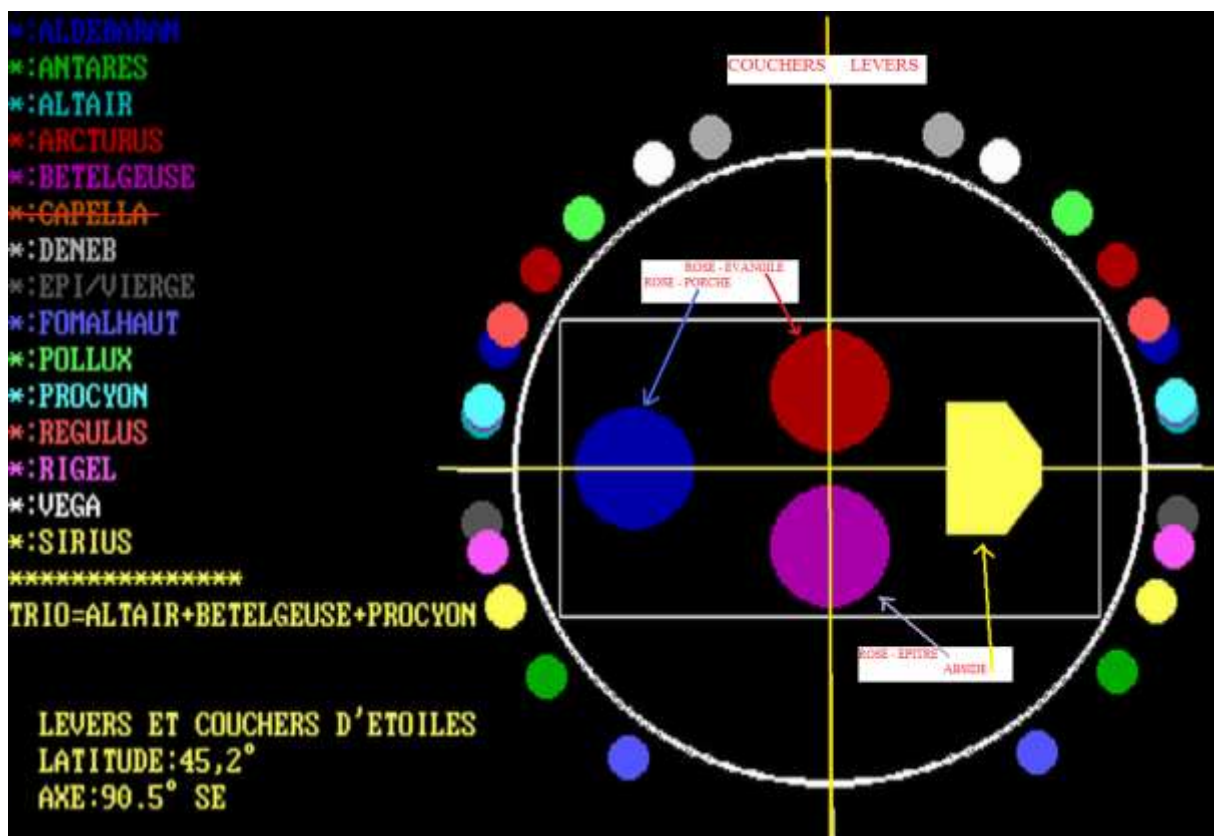 *:ALDEBARAN
*:ANTARES
*:ALTAIR
*:ARCTURUS
*:BETELGEUSE
*:CAPELLA
*:DENEB
*:EPI/VIERGE
*:FOMALHAUT
*:POLLUX
*:PROCYON
*:REGULUS
*:RIGEL
*:VEGA
*:SIRIUS
***************
TRIO=ALTAIR+BETELGEUSE+PROCYON
LEVERS ET COUCHERS D'ETOILES
LATITUDE:45,2°
AXE:90.5° SE
COUCHERS LEVERS
ROSE - EVANGILE
ROSE - PORCHE
ROSE - EPITRE
ABSIDE